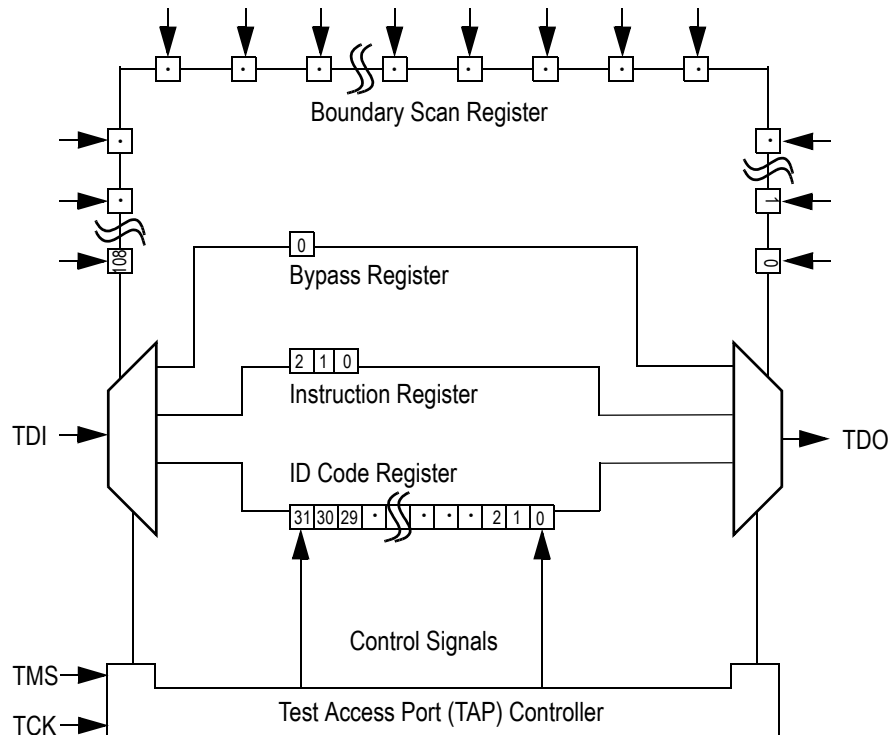 Boundary Scan Register
1
108
0
0
Bypass Register
2 1 0
Instruction Register
TDI
TDO
ID Code Register
31 30 29 · · · · 2 1 0
Control Signals
TMS
Test Access Port (TAP) Controller
TCK